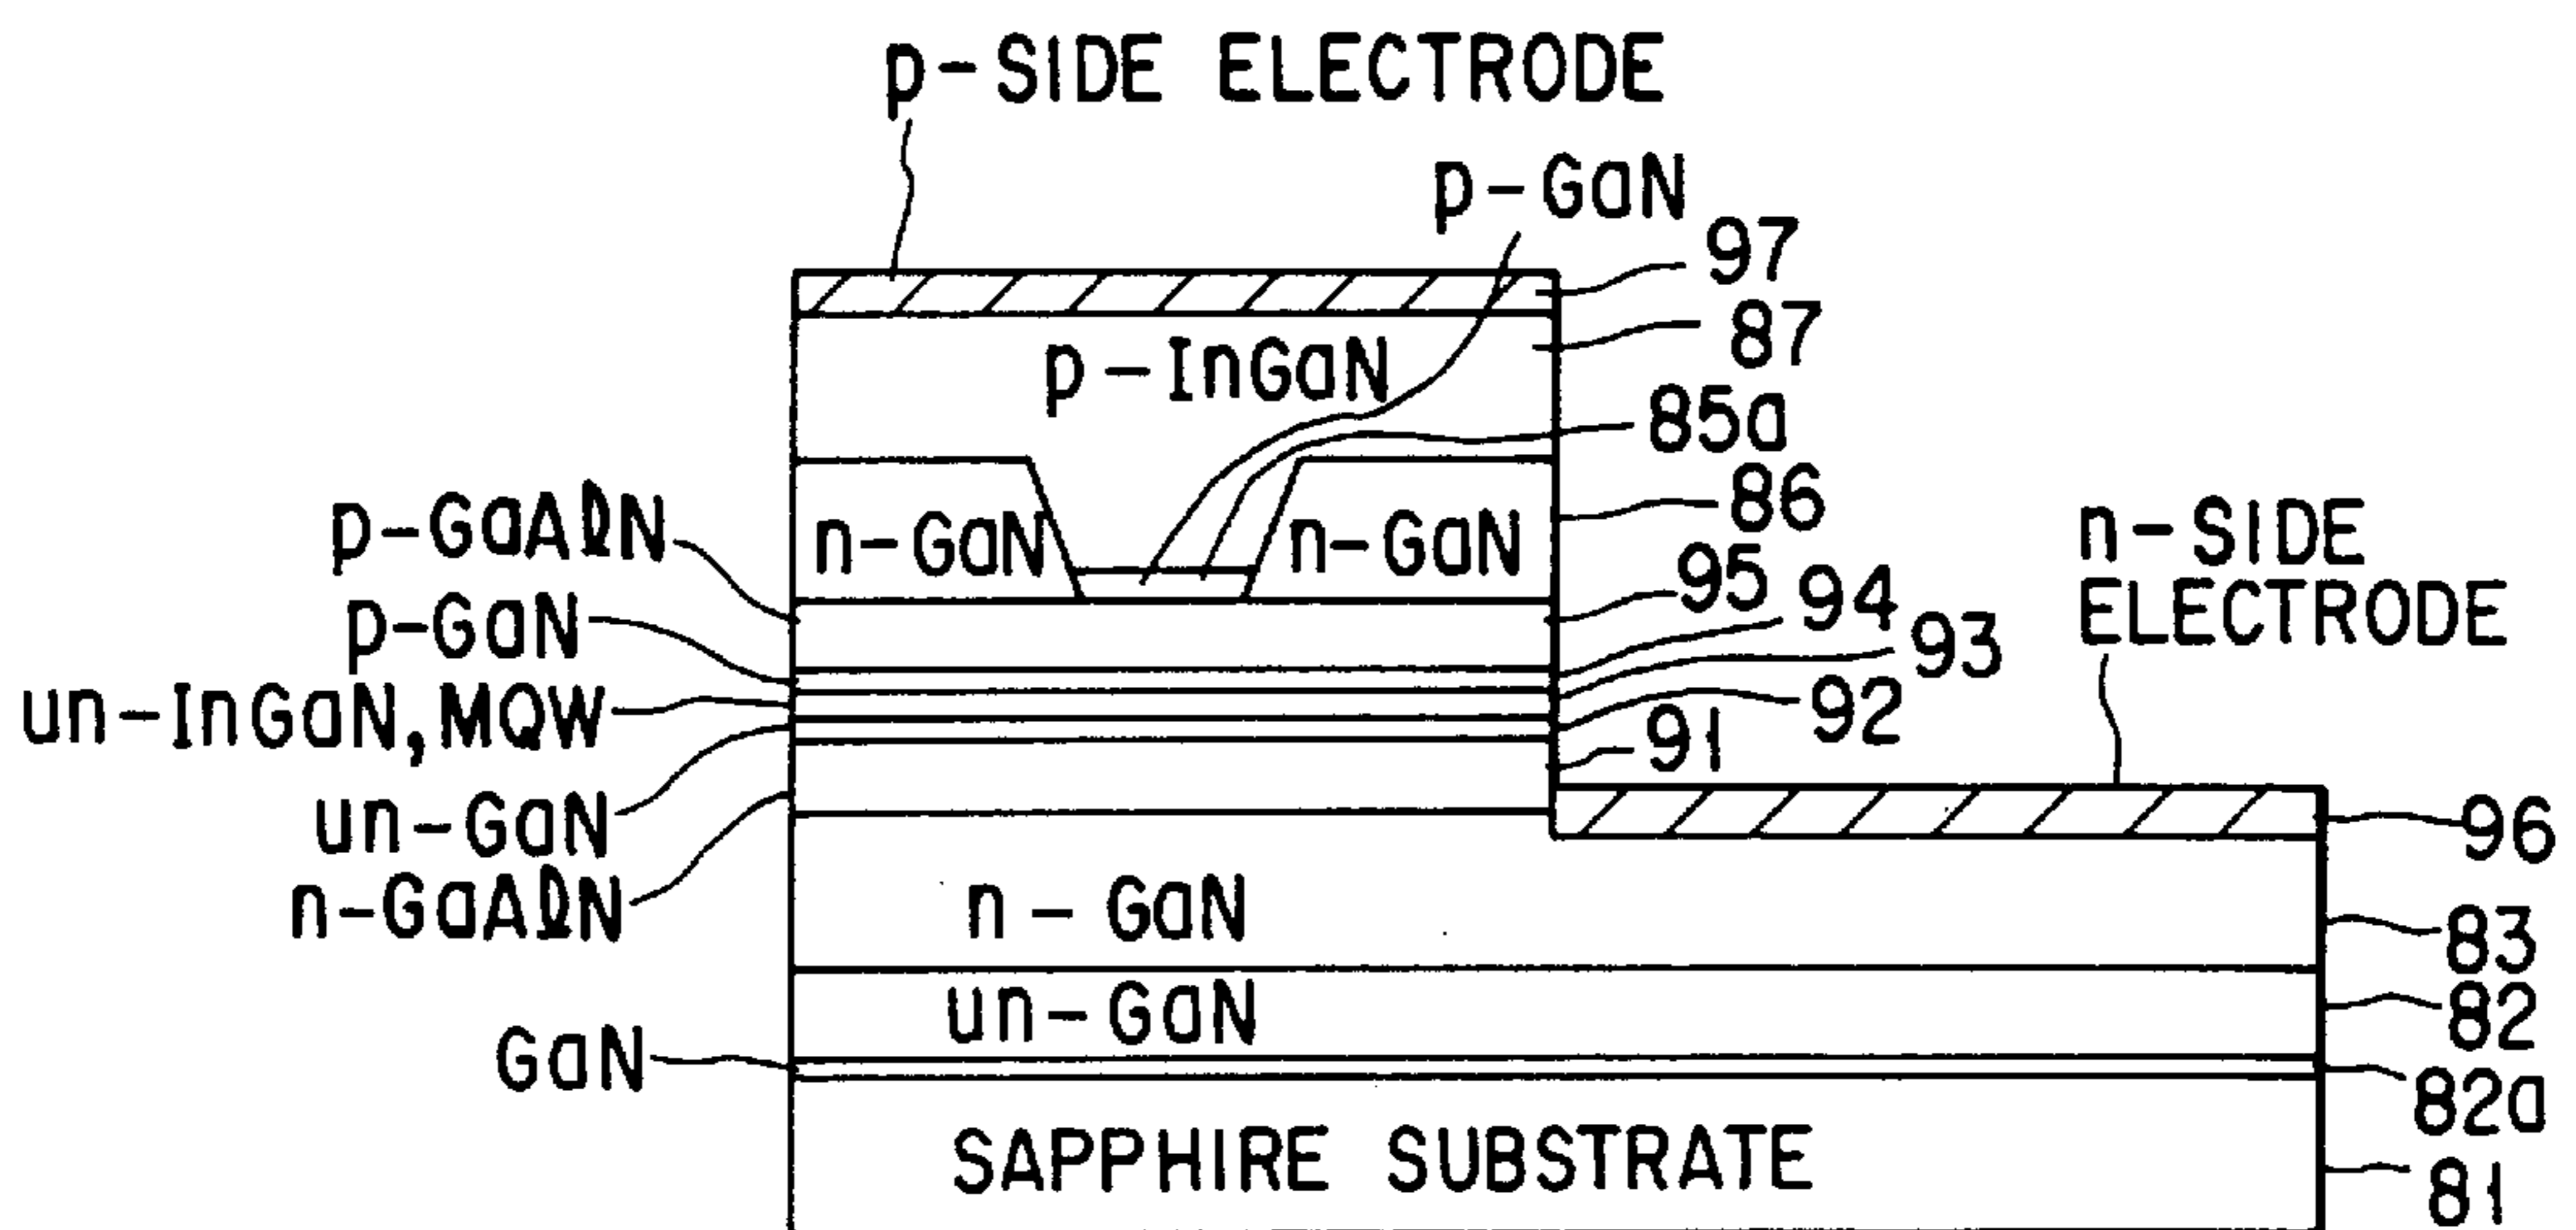 p-SIDE ELECTRODE
p-GaN
97
p-InGaN
87
85a
86
p-GaAlN
n-GaN
n-GaN
n-SIDE
ELECTRODE
95
94
p-GaN
93
un-InGaN,MQW
92
91
un-GaN
96
n-GaAlN
n-GaN
83
un-GaN
82
GaN
82a
SAPPHIRE SUBSTRATE
81